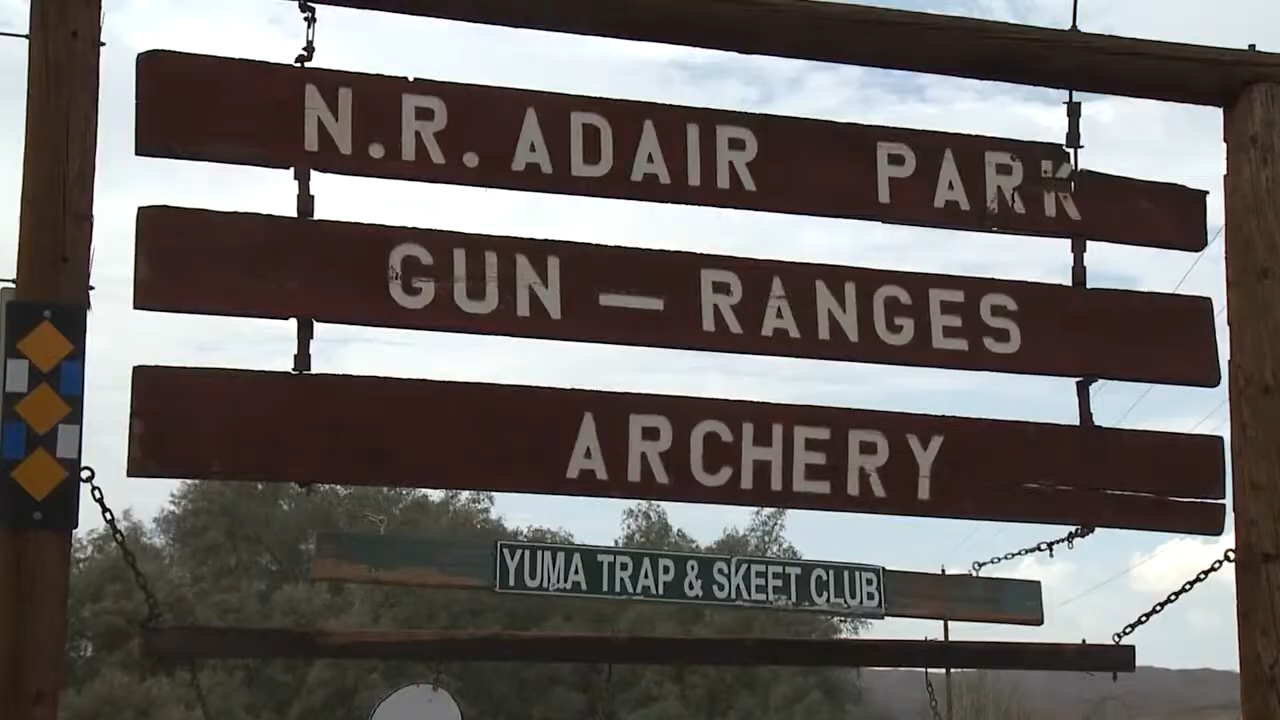 N.R. ADAIR PARK
GUN — RANGES
ARCHERY
YUMA TRAP & SKEET CLUB